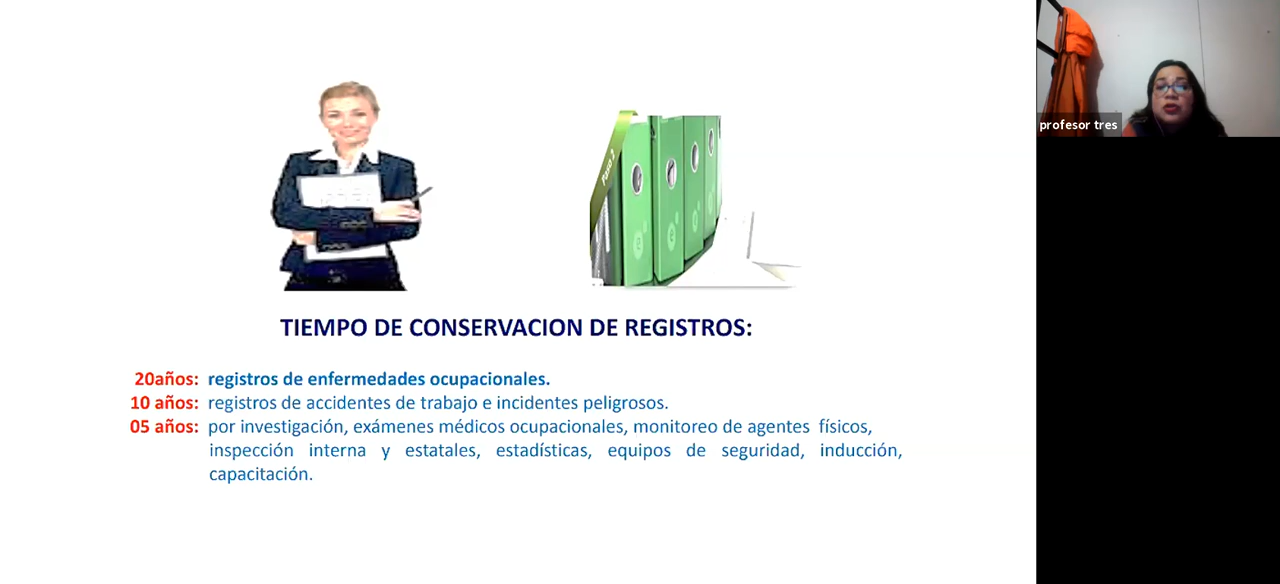 profesor tres
Paso 3
TIEMPO DE CONSERVACION DE REGISTROS:
20años: registros de enfermedades ocupacionales.
10 años: registros de accidentes de trabajo e incidentes peligrosos.
05 años: por investigación, exámenes médicos ocupacionales, monitoreo de agentes físicos,
inspección interna y estatales, estadísticas, equipos de seguridad, inducción,
capacitación.